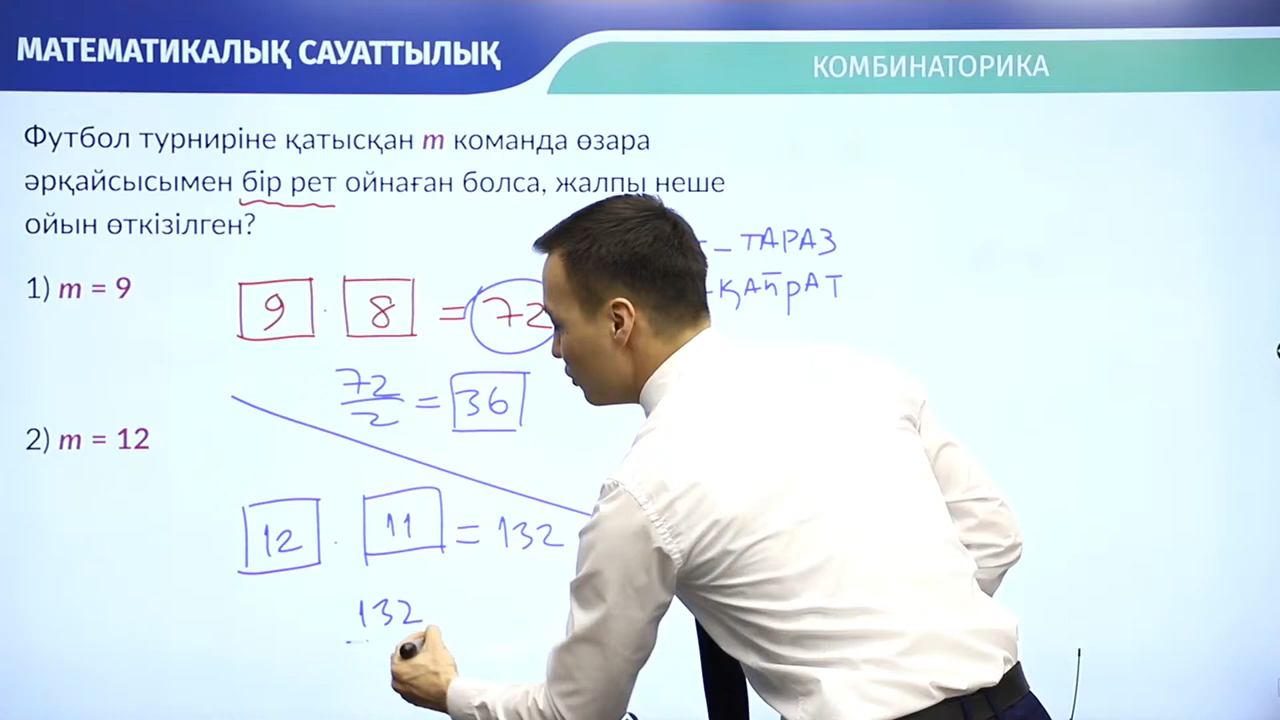 МАТЕМАТИКАЛЫҚ САУАТТЫЛЫҚ
КОМБИНАТОРИКА
Футбол турниріне қатысқан m команда өзара
әрқайсысымен бір рет ойнаған болса, жалпы неше
ойын өткізілген?
– ТАРАЗ
-ҚАЙРАТ
1) m = 9
9 · 8 = 72
72/2 = 36
2) m = 12
12 · 11 = 132
132